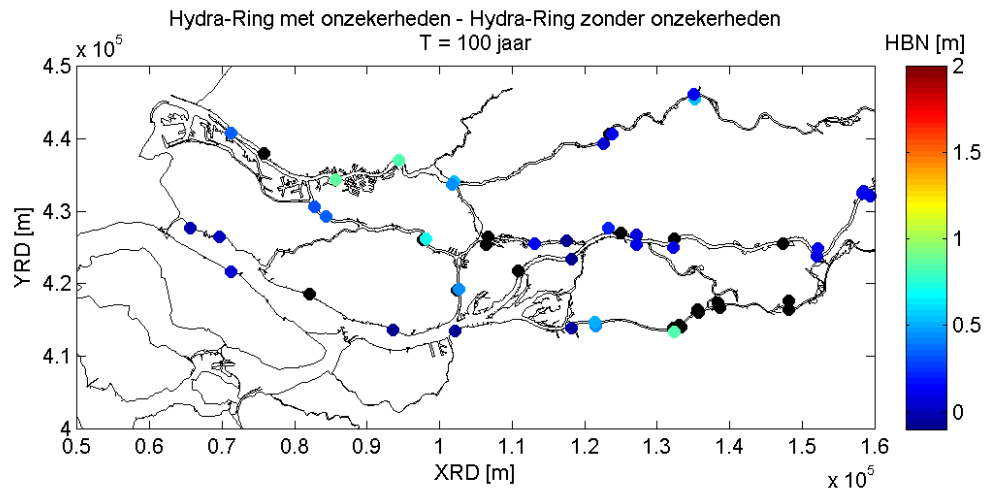 Hydra-Ring met onzekerheden - Hydra-Ring zonder onzekerheden
T = 100 jaar
x 10^5
HBN [m]
4.5
4.4
4.3
4.2
4.1
4
YRD [m]
0.5 0.6 0.7 0.8 0.9 1 1.1 1.2 1.3 1.4 1.5 1.6
XRD [m]
x 10^5
2
1.5
1
0.5
0